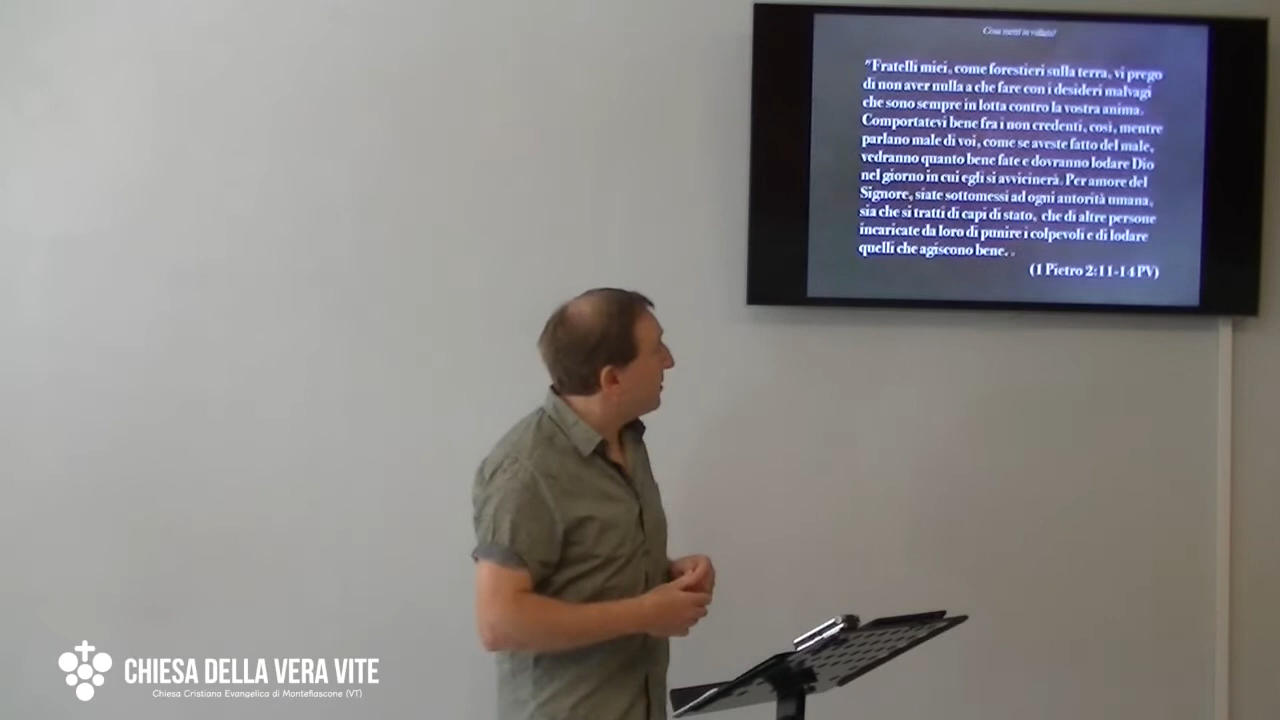 Cosa metti in valigia?
"Fratelli miei, come forestieri sulla terra, vi prego
di non aver nulla a che fare con i desideri malvagi
che sono sempre in lotta contro la vostra anima.
Comportatevi bene fra i non credenti, così, mentre
parlano male di voi, come se aveste fatto del male,
vedranno quanto bene fate e dovranno lodare Dio
nel giorno in cui egli si avvicinerà. Per amore del
Signore, siate sottomessi ad ogni autorità umana,
sia che si tratti di capi di stato, che di altre persone
incaricate da loro di punire i colpevoli e di lodare
quelli che agiscono bene. .
(1 Pietro 2:11-14 PV)
CHIESA DELLA VERA VITE
Chiesa Cristiana Evangelica di Montefiascone (VT)